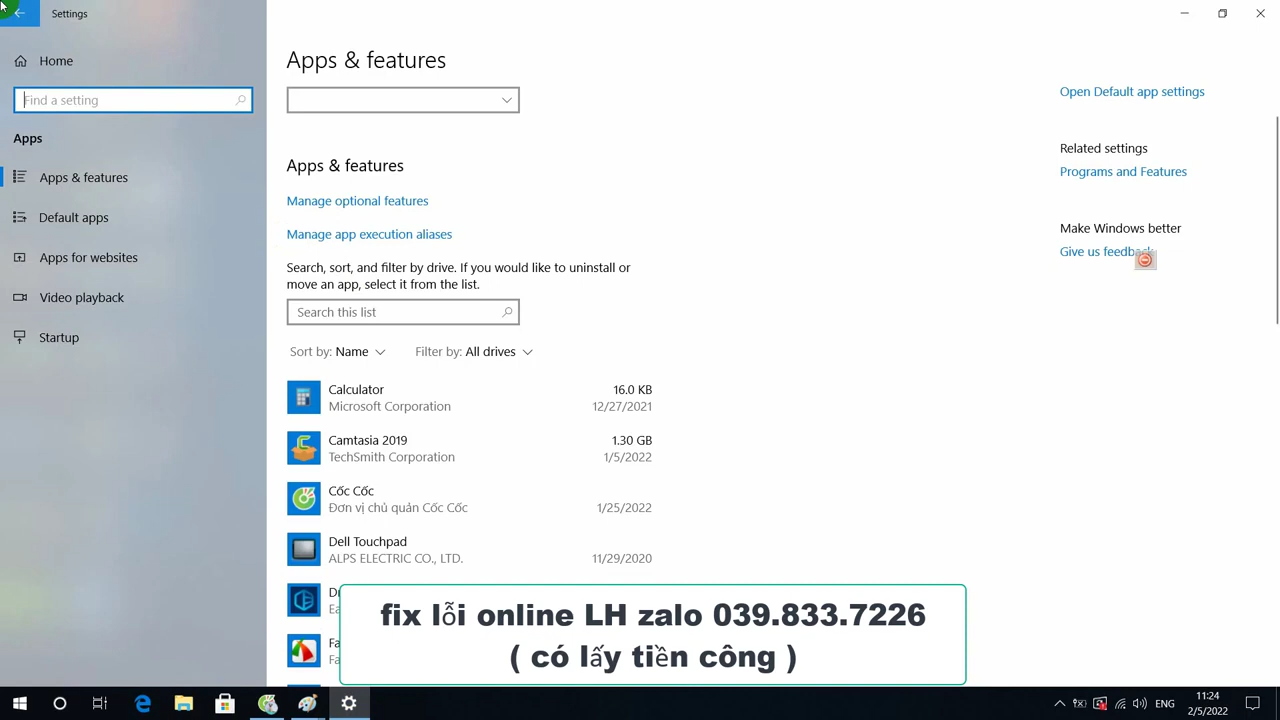 Settings
Home
Find a setting
Apps
Apps & features
Default apps
Apps for websites
Video playback
Startup
Apps & features
Apps & features
Manage optional features
Manage app execution aliases
Search, sort, and filter by drive. If you would like to uninstall or
move an app, select it from the list.
Search this list
Sort by: Name
Filter by: All drives
Calculator 16.0 KB
Microsoft Corporation 12/27/2021
Camtasia 2019 1.30 GB
TechSmith Corporation 1/5/2022
Cốc Cốc
Đơn vị chủ quản Cốc Cốc 1/25/2022
Dell Touchpad
ALPS ELECTRIC CO., LTD. 11/29/2020
Open Default app settings
Related settings
Programs and Features
Make Windows better
Give us feedback
fix lỗi online LH zalo 039.833.7226
( có lấy tiền công )
ENG
11:24
2/5/2022